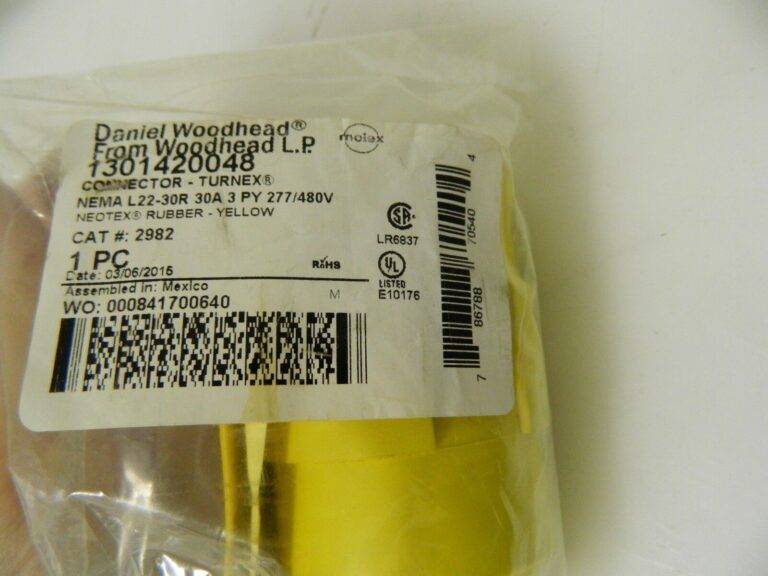 Daniel Woodhead®
From Woodhead L.P.
molex
1301420048
CONNECTOR - TURNEX®
NEMA L22-30R 30A 3 PY 277/480V
NEOTEX® RUBBER - YELLOW
CAT #: 2982
1 PC
Date: 03/06/2015
RoHS
Assembled in: Mexico
M
WO: 000841700640
LR6837
UL
LISTED
E10176
7 86788 70540 4